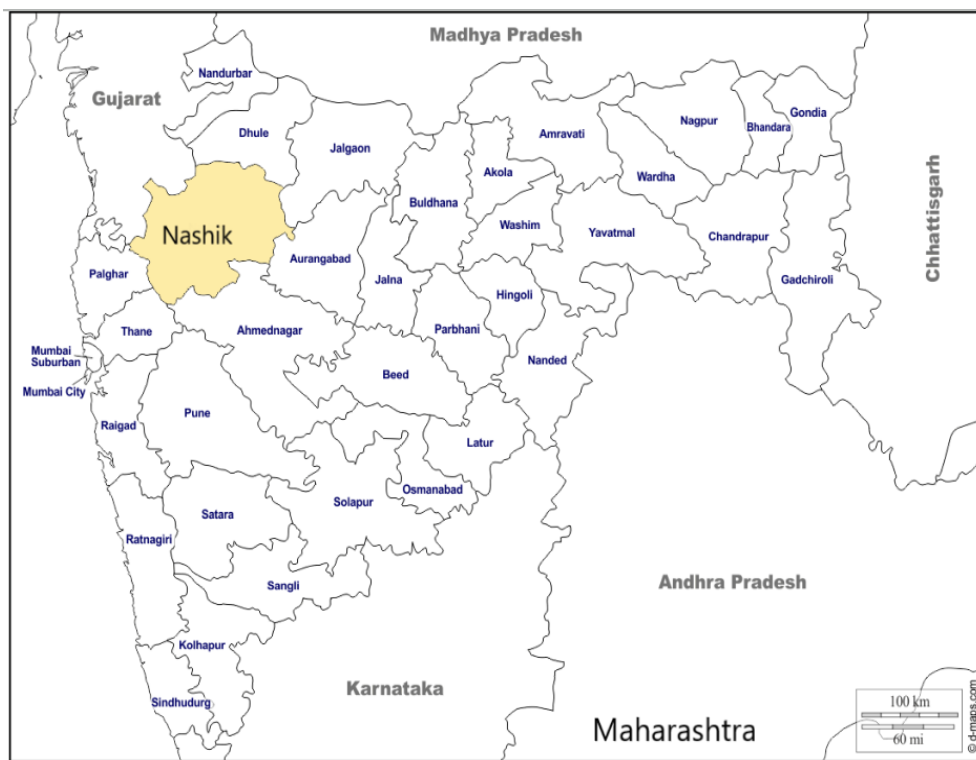 Madhya Pradesh
Nandurbar
Gujarat
Gondia
Nagpur
Bhandara
Dhule
Amravati
Jalgaon
Akola
Wardha
Chhattisgarh
Buldhana
Washim
Nashik
Yavatmal
Chandrapur
Aurangabad
Palghar
Jalna
Gadchiroli
Hingoli
Thane
Ahmednagar
Parbhani
Mumbai
Suburban
Nanded
Beed
Mumbai City
Pune
Raigad
Latur
Osmanabad
Solapur
Satara
Ratnagiri
Andhra Pradesh
Sangli
Kolhapur
Karnataka
Sindhudurg
100 km
Maharashtra
60 mi
© d-maps.com